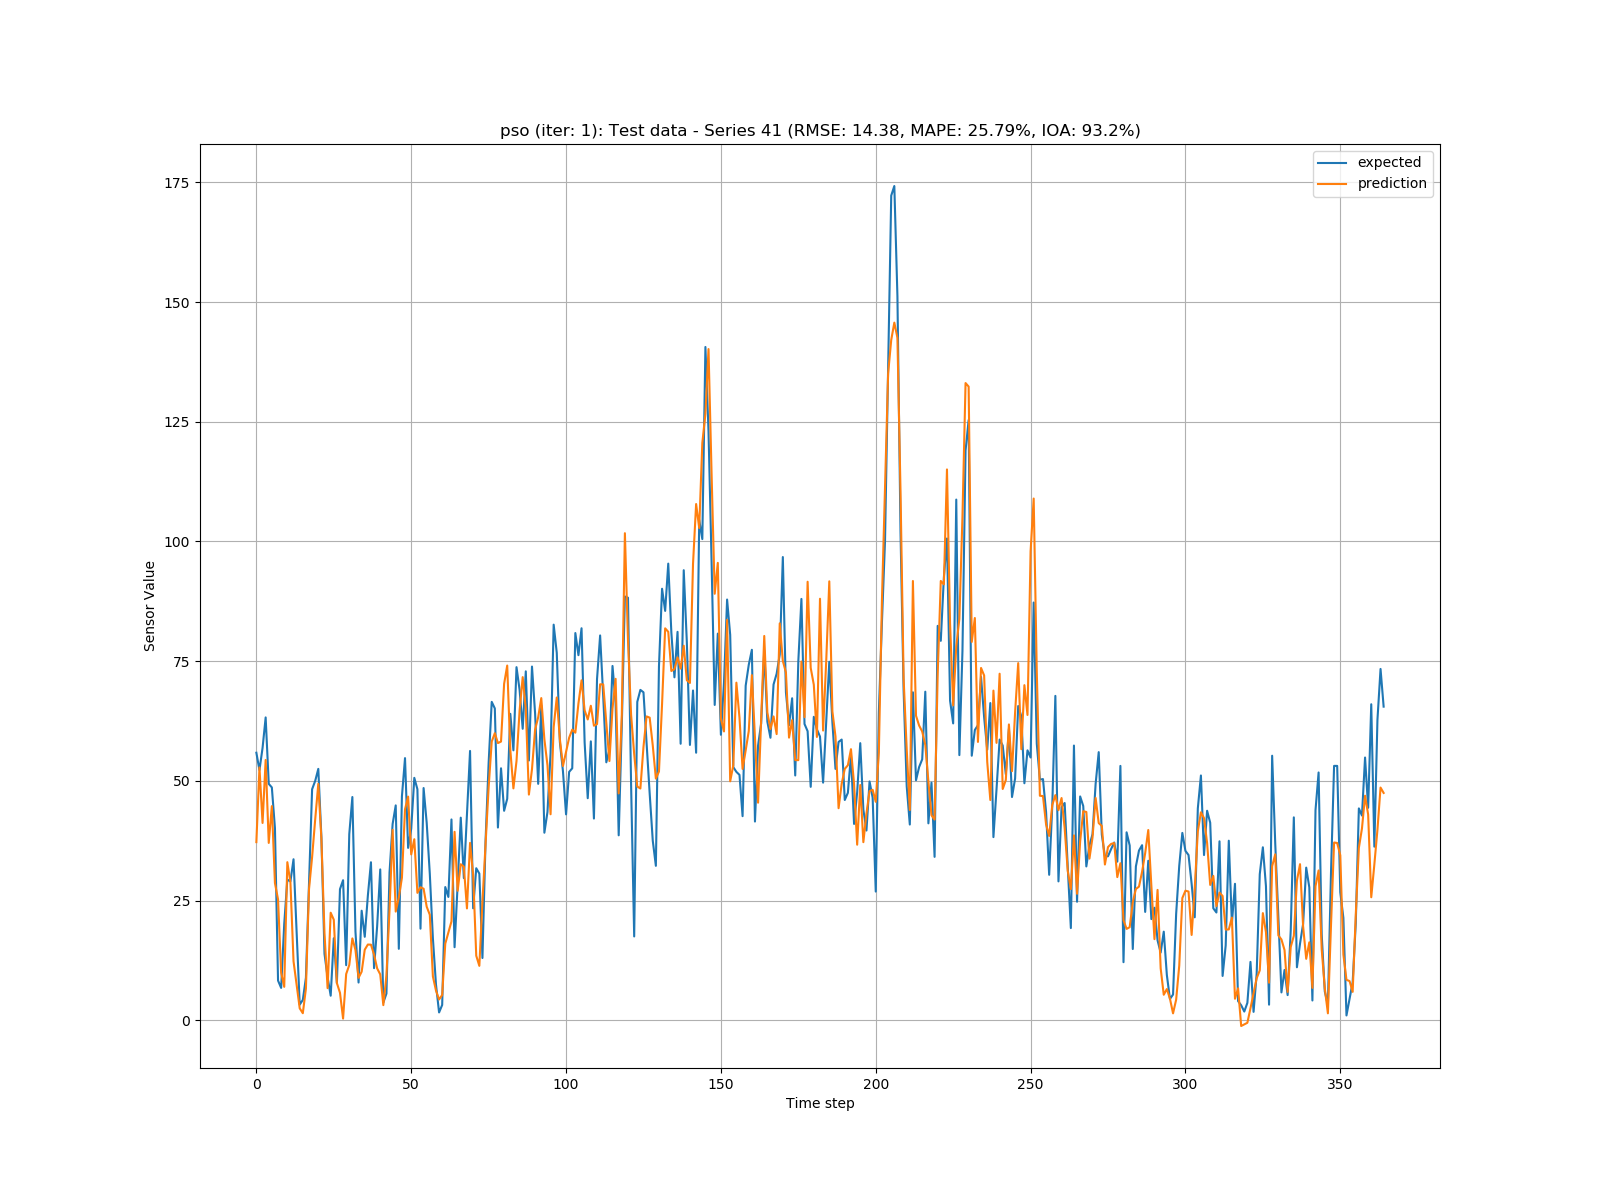 pso (iter: 1): Test data - Series 41 (RMSE: 14.38, MAPE: 25.79%, IOA: 93.2%)
expected
prediction
175
150
125
100
75
50
25
0
Sensor Value
0 50 100 150 200 250 300 350
Time step